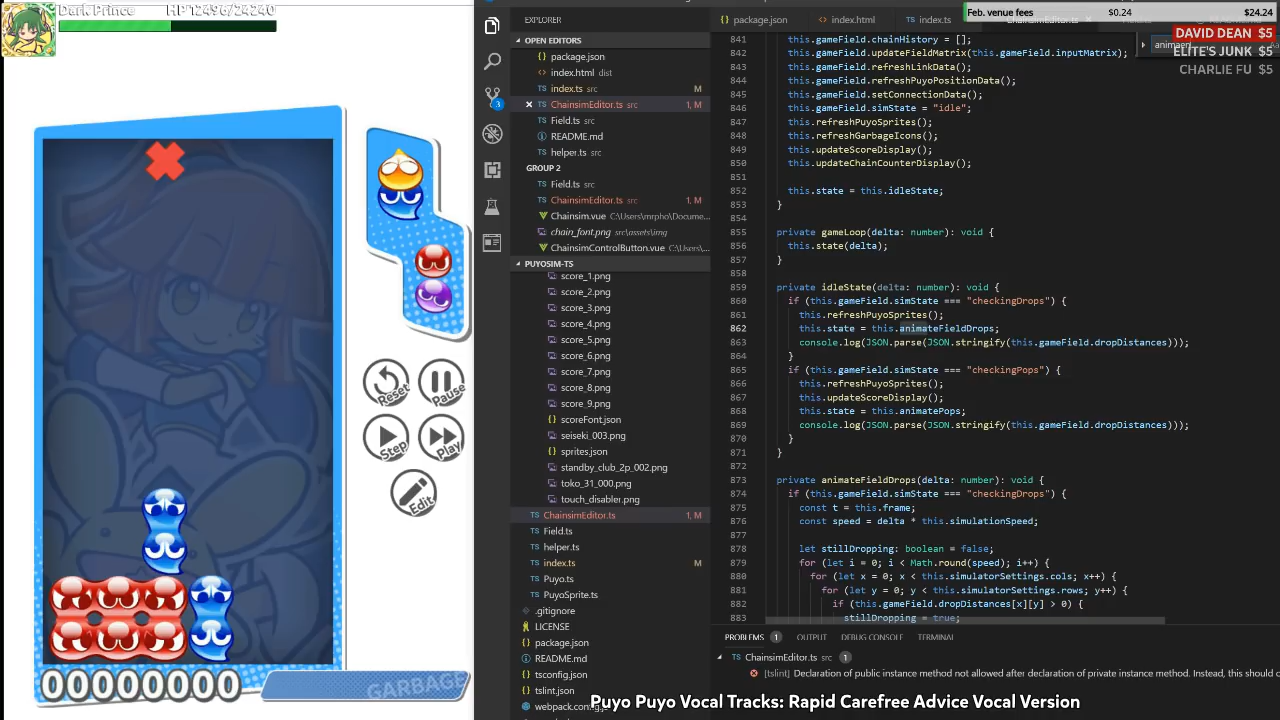 Dark Prince
HP12496/24240
Reset
Pause
Step
Play
Edit
00000000
GARBAGE
EXPLORER
OPEN EDITORS
package.json
index.html dist
index.ts src M
ChainsimEditor.ts src 1, M
Field.ts src
README.md
helper.ts src
GROUP 2
Field.ts src
ChainsimEditor.ts src 1, M
Chainsim.vue C:\Users\mrpho\Docume...
chain_font.png src\assets\img
ChainsimControlButton.vue C:\Users\...
PUYOSIM-TS
score_1.png
score_2.png
score_3.png
score_4.png
score_5.png
score_6.png
score_7.png
score_8.png
score_9.png
scoreFont.json
seiseki_003.png
sprites.json
standby_club_2p_002.png
toko_31_000.png
touch_disabler.png
ChainsimEditor.ts 1, M
Field.ts
helper.ts
index.ts M
Puyo.ts
PuyoSprite.ts
.gitignore
LICENSE
package.json
README.md
tsconfig.json
tslint.json
webpack.config
3
package.json
index.html
index.ts
Feb. venue fees $0.24 $24.24
DAVID DEAN $5
ELITE'S JUNK $5
CHARLIE FU $5
841 this.gameField.chainHistory = [];
842 this.gameField.updateFieldMatrix(this.gameField.inputMatrix);
843 this.gameField.refreshLinkData();
844 this.gameField.refreshPuyoPositionData();
845 this.gameField.setConnectionData();
846 this.gameField.simState = "idle";
847 this.refreshPuyoSprites();
848 this.refreshGarbageIcons();
849 this.updateScoreDisplay();
850 this.updateChainCounterDisplay();
851
852 this.state = this.idleState;
853 }
854
855 private gameLoop(delta: number): void {
856 this.state(delta);
857 }
858
859 private idleState(delta: number): void {
860 if (this.gameField.simState === "checkingDrops") {
861 this.refreshPuyoSprites();
862 this.state = this.animateFieldDrops;
863 console.log(JSON.parse(JSON.stringify(this.gameField.dropDistances)));
864 }
865 if (this.gameField.simState === "checkingPops") {
866 this.refreshPuyoSprites();
867 this.updateScoreDisplay();
868 this.state = this.animatePops;
869 console.log(JSON.parse(JSON.stringify(this.gameField.dropDistances)));
870 }
871 }
872
873 private animateFieldDrops(delta: number): void {
874 if (this.gameField.simState === "checkingDrops") {
875 const t = this.frame;
876 const speed = delta * this.simulationSpeed;
877
878 let stillDropping: boolean = false;
879 for (let i = 0; i < Math.round(speed); i++) {
880 for (let x = 0; x < this.simulatorSettings.cols; x++) {
881 for (let y = 0; y < this.simulatorSettings.rows; y++) {
882 if (this.gameField.dropDistances[x][y] > 0) {
883 stillDropping = true;
PROBLEMS 1 OUTPUT DEBUG CONSOLE TERMINAL
ChainsimEditor.ts src 1
[tslint] Declaration of public instance method not allowed after declaration of private instance method. Instead, this should c
Puyo Puyo Vocal Tracks: Rapid Carefree Advice Vocal Version